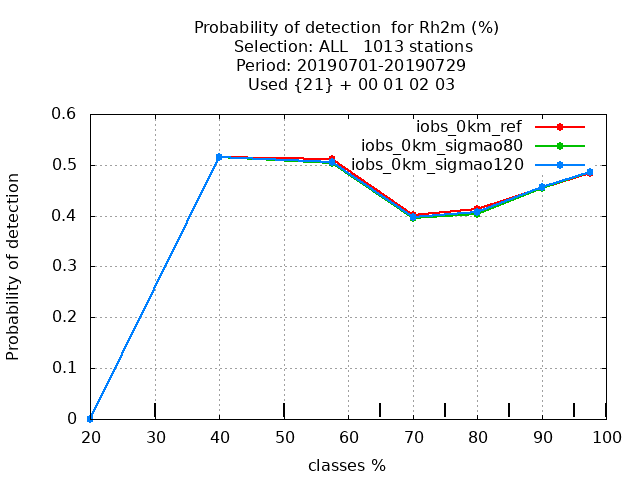 Probability of detection  for Rh2m (%)
Selection: ALL   1013 stations
Period: 20190701-20190729
Used {21} + 00 01 02 03
iobs_0km_ref
iobs_0km_sigmao80
iobs_0km_sigmao120
Probability of detection
0.6
0.5
0.4
0.3
0.2
0.1
0
20 30 40 50 60 70 80 90 100
classes %